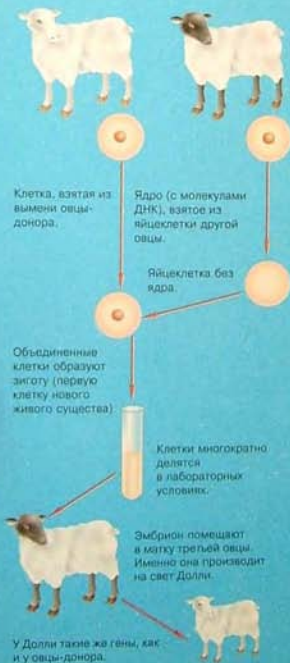 Клетка, взятая из
вымени овцы-
донора.
Ядро (с молекулами
ДНК), взятое из
яйцеклетки другой
овцы.
Яйцеклетка без
ядра.
Объединенные
клетки образуют
зиготу (первую
клетку нового
живого существа)
Клетки многократно
делятся
в лабораторных
условиях.
Эмбрион помещают
в матку третьей овцы.
Именно она производит
на свет Долли.
У Долли такие же гены, как
и у овцы-донора.